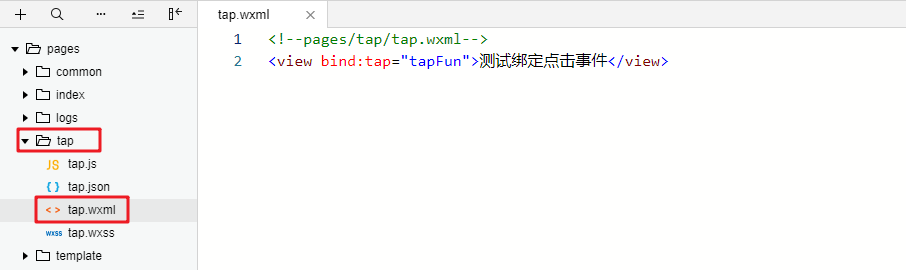 tap.wxml
pages
common
index
logs
tap
JS tap.js
{ } tap.json
< > tap.wxml
wxss tap.wxss
template
1 <!--pages/tap/tap.wxml-->
2 <view bind:tap="tapFun">测试绑定点击事件</view>